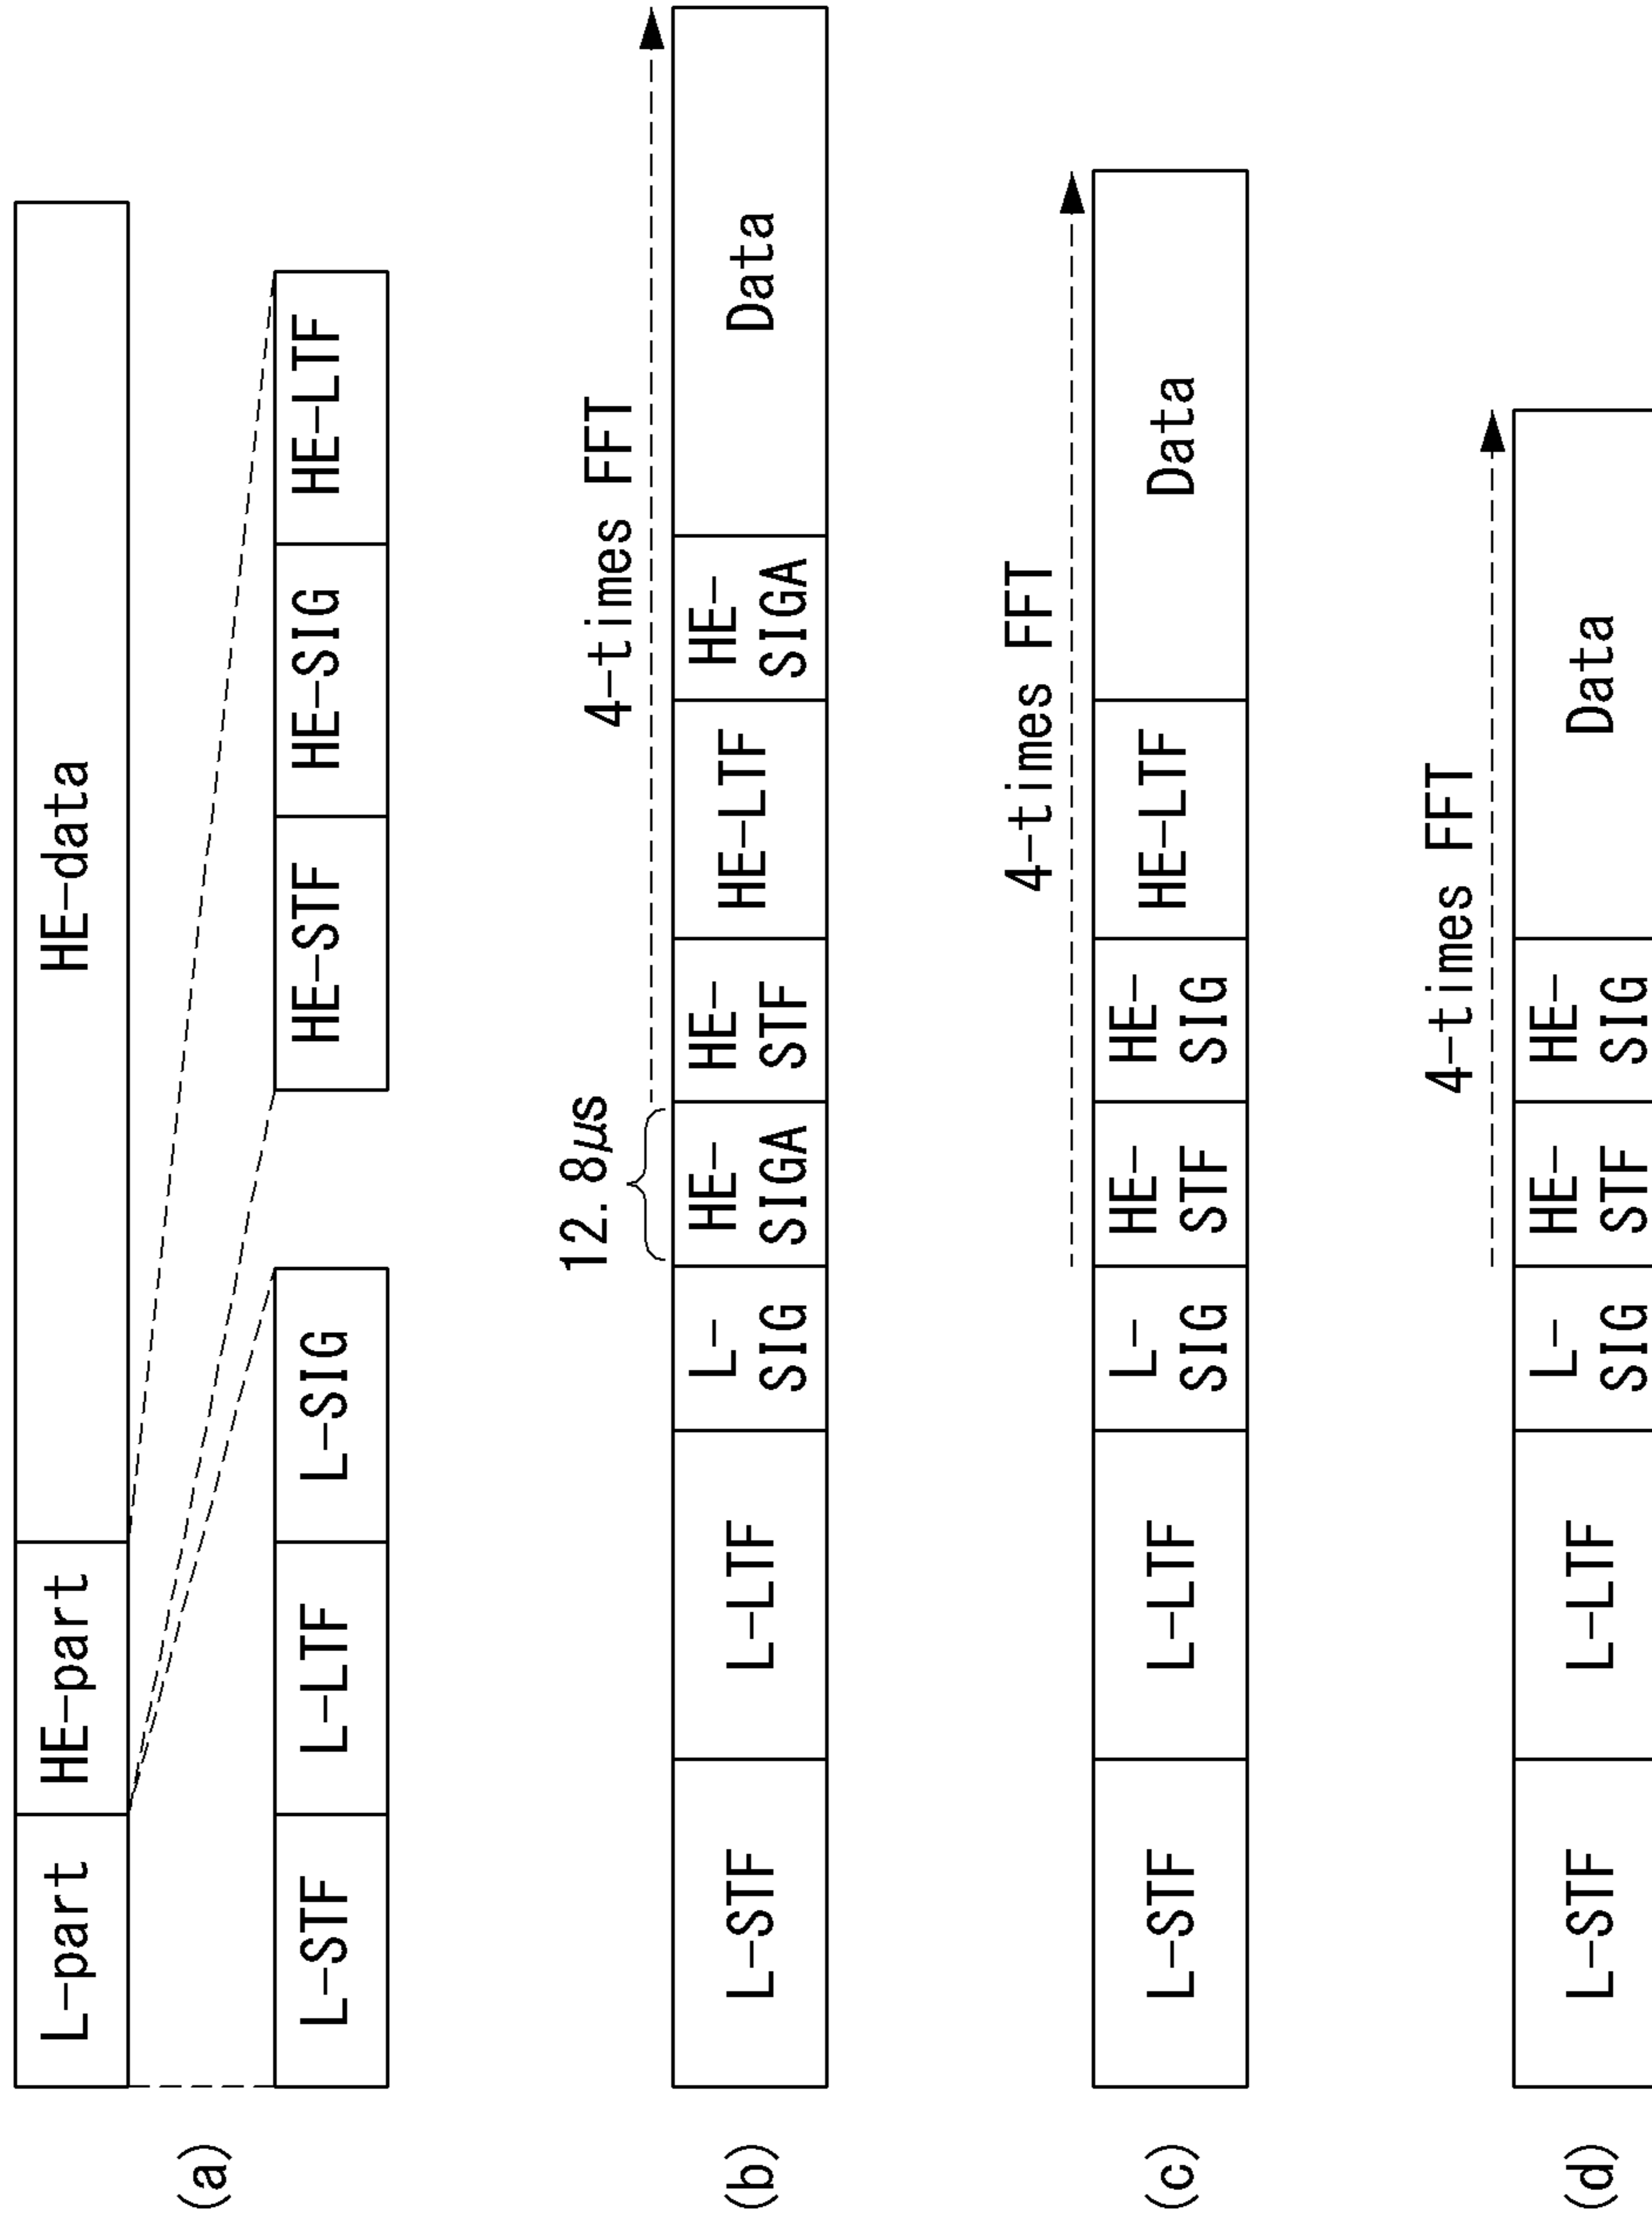 L-part HE-part HE-data
(a)
L-STF L-LTF L-SIG HE-STF HE-SIG HE-LTF
12.8μs 4-times FFT
(b) L-STF L-LTF L-SIG HE-SIGA HE-STF HE-LTF HE-SIGA Data
4-times FFT
(c) L-STF L-LTF L-SIG HE-STF HE-SIG HE-LTF Data
4-times FFT
(d) L-STF L-LTF L-SIG HE-STF HE-SIG Data